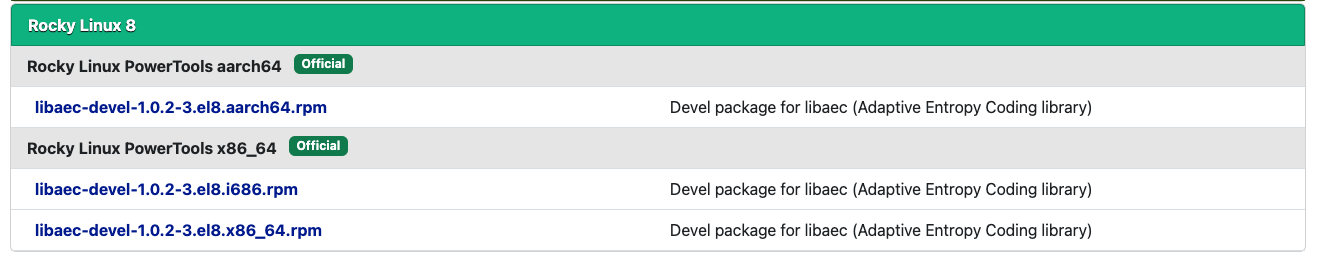 Rocky Linux 8
Rocky Linux PowerTools aarch64 Official
libaec-devel-1.0.2-3.el8.aarch64.rpm Devel package for libaec (Adaptive Entropy Coding library)
Rocky Linux PowerTools x86_64 Official
libaec-devel-1.0.2-3.el8.i686.rpm Devel package for libaec (Adaptive Entropy Coding library)
libaec-devel-1.0.2-3.el8.x86_64.rpm Devel package for libaec (Adaptive Entropy Coding library)